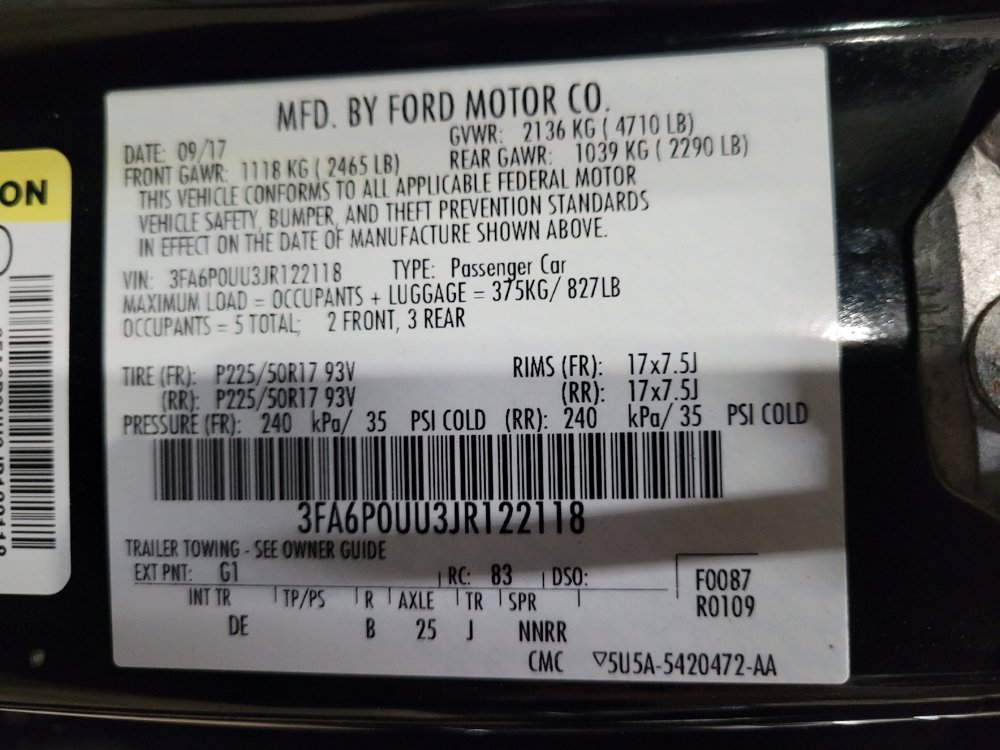 MFD. BY FORD MOTOR CO.
DATE: 09/17 GVWR: 2136 KG ( 4710 LB)
FRONT GAWR: 1118 KG ( 2465 LB) REAR GAWR: 1039 KG ( 2290 LB)
THIS VEHICLE CONFORMS TO ALL APPLICABLE FEDERAL MOTOR
VEHICLE SAFETY, BUMPER, AND THEFT PREVENTION STANDARDS
IN EFFECT ON THE DATE OF MANUFACTURE SHOWN ABOVE.
VIN: 3FA6P0UU3JR122118 TYPE: Passenger Car
MAXIMUM LOAD = OCCUPANTS + LUGGAGE = 375KG/ 827LB
OCCUPANTS = 5 TOTAL; 2 FRONT, 3 REAR
TIRE (FR): P225/50R17 93V RIMS (FR): 17x7.5J
(RR): P225/50R17 93V (RR): 17x7.5J
PRESSURE (FR): 240 kPa/ 35 PSI COLD (RR): 240 kPa/ 35 PSI COLD
3FA6P0UU3JR122118
TRAILER TOWING - SEE OWNER GUIDE
EXT PNT: G1 RC: 83 DSO:
F0087
R0109
INT TR TP/PS R AXLE TR SPR
DE B 25 J NNRR
CMC ▽5U5A-5420472-AA
ON